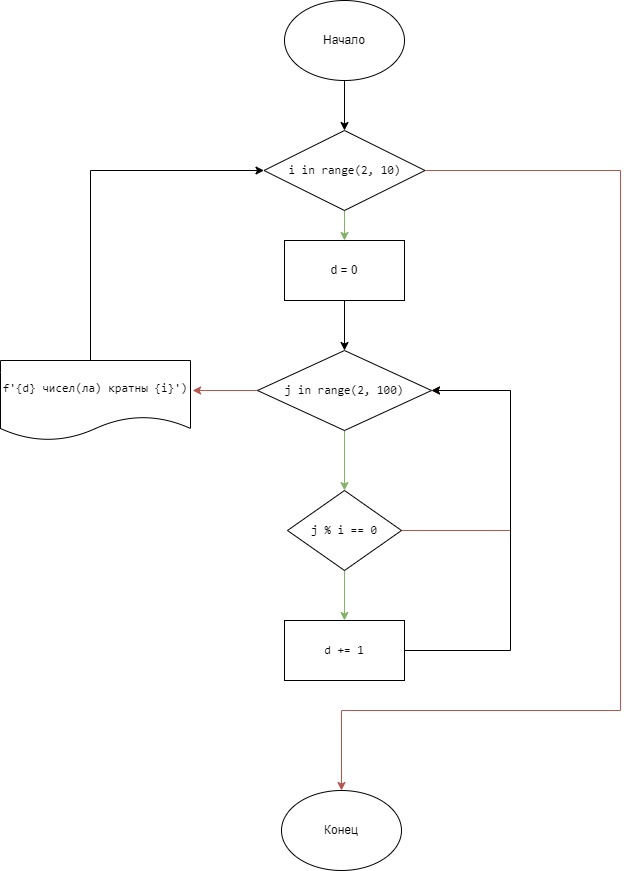 Начало
i in range(2, 10)
d = 0
j in range(2, 100)
f'{d} чисел(ла) кратны {i}')
j % i == 0
d += 1
Конец